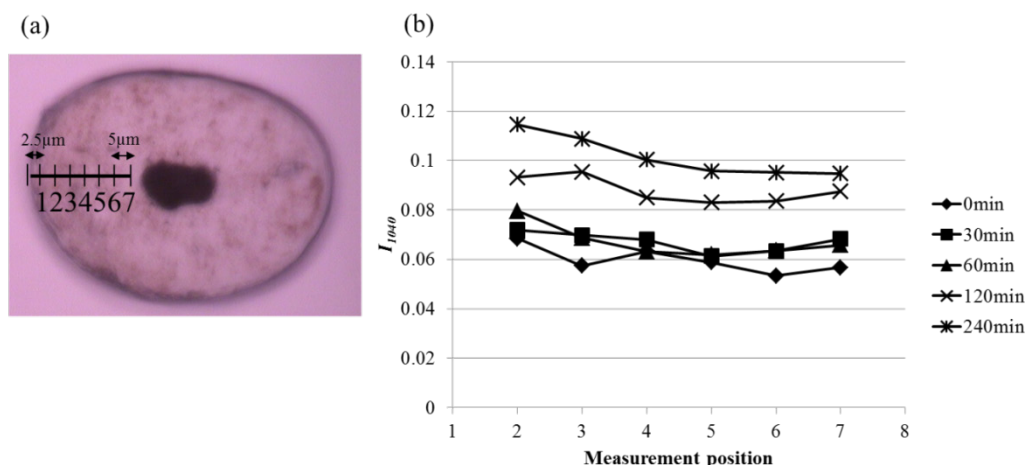 (a)
2.5μm
5μm
1234567
(b)
0.14
0.12
0.1
0.08
0.06
0.04
0.02
0
I1040
1 2 3 4 5 6 7 8
Measurement position
0min
30min
60min
120min
240min